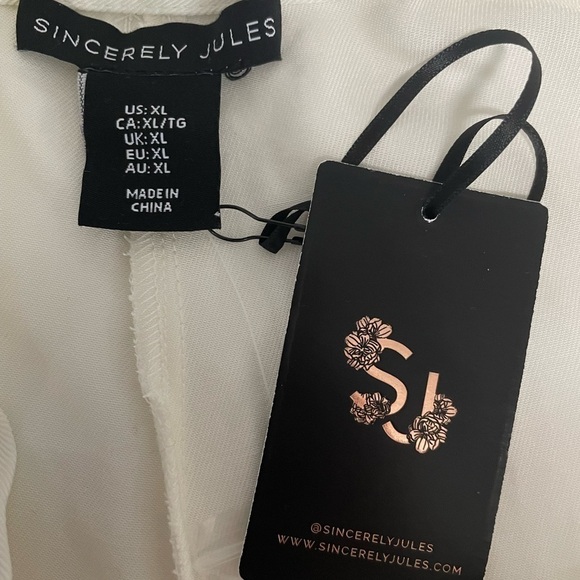 SINCERELY JULES
US: XL
CA: XL/TG
UK: XL
EU: XL
AU: XL
MADE IN
CHINA
SJ
@SINCERELYJULES
WWW.SINCERELYJULES.COM